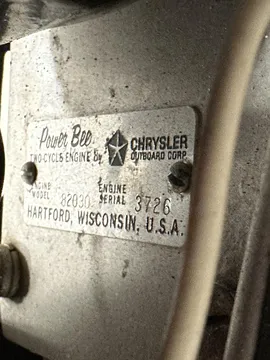 Power Bee
TWO-CYCLE ENGINE by CHRYSLER
OUTBOARD CORP.
ENGINE MODEL 82030 ENGINE SERIAL 3726
HARTFORD, WISCONSIN, U.S.A.